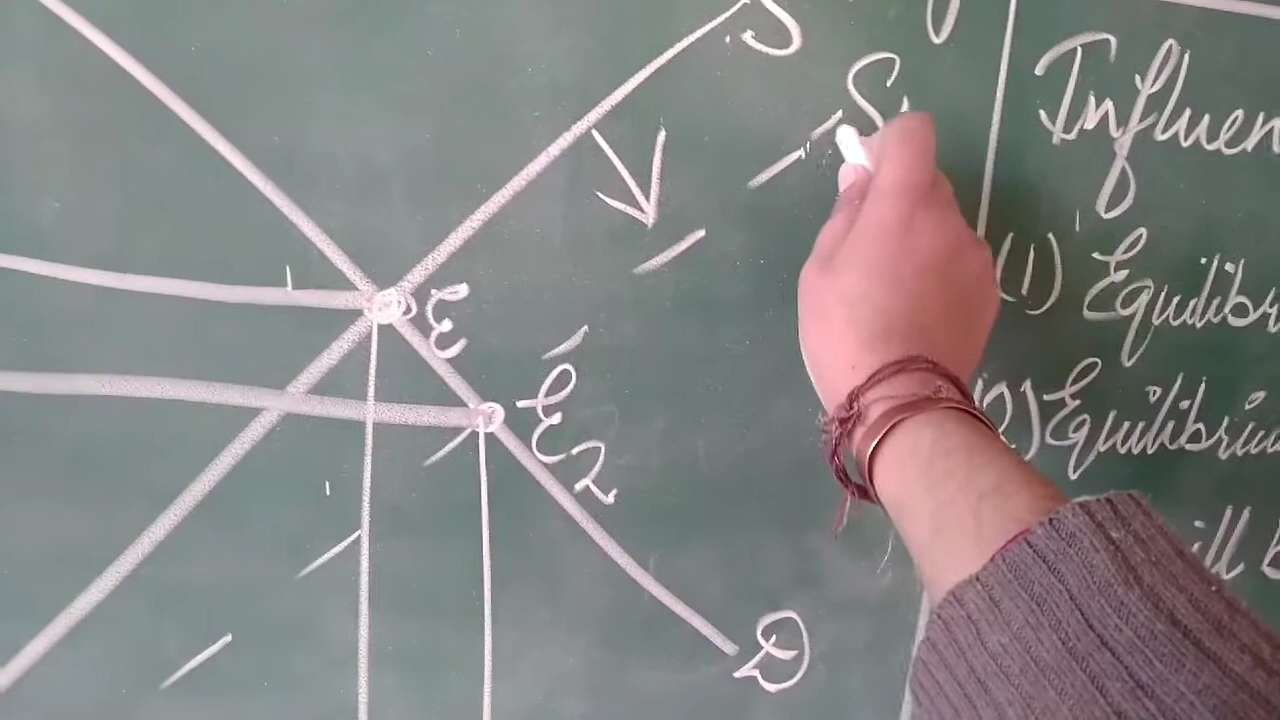 S
S
Influen
(1) Equilibr
E
(2) Equilibriu
E2
ill b
D